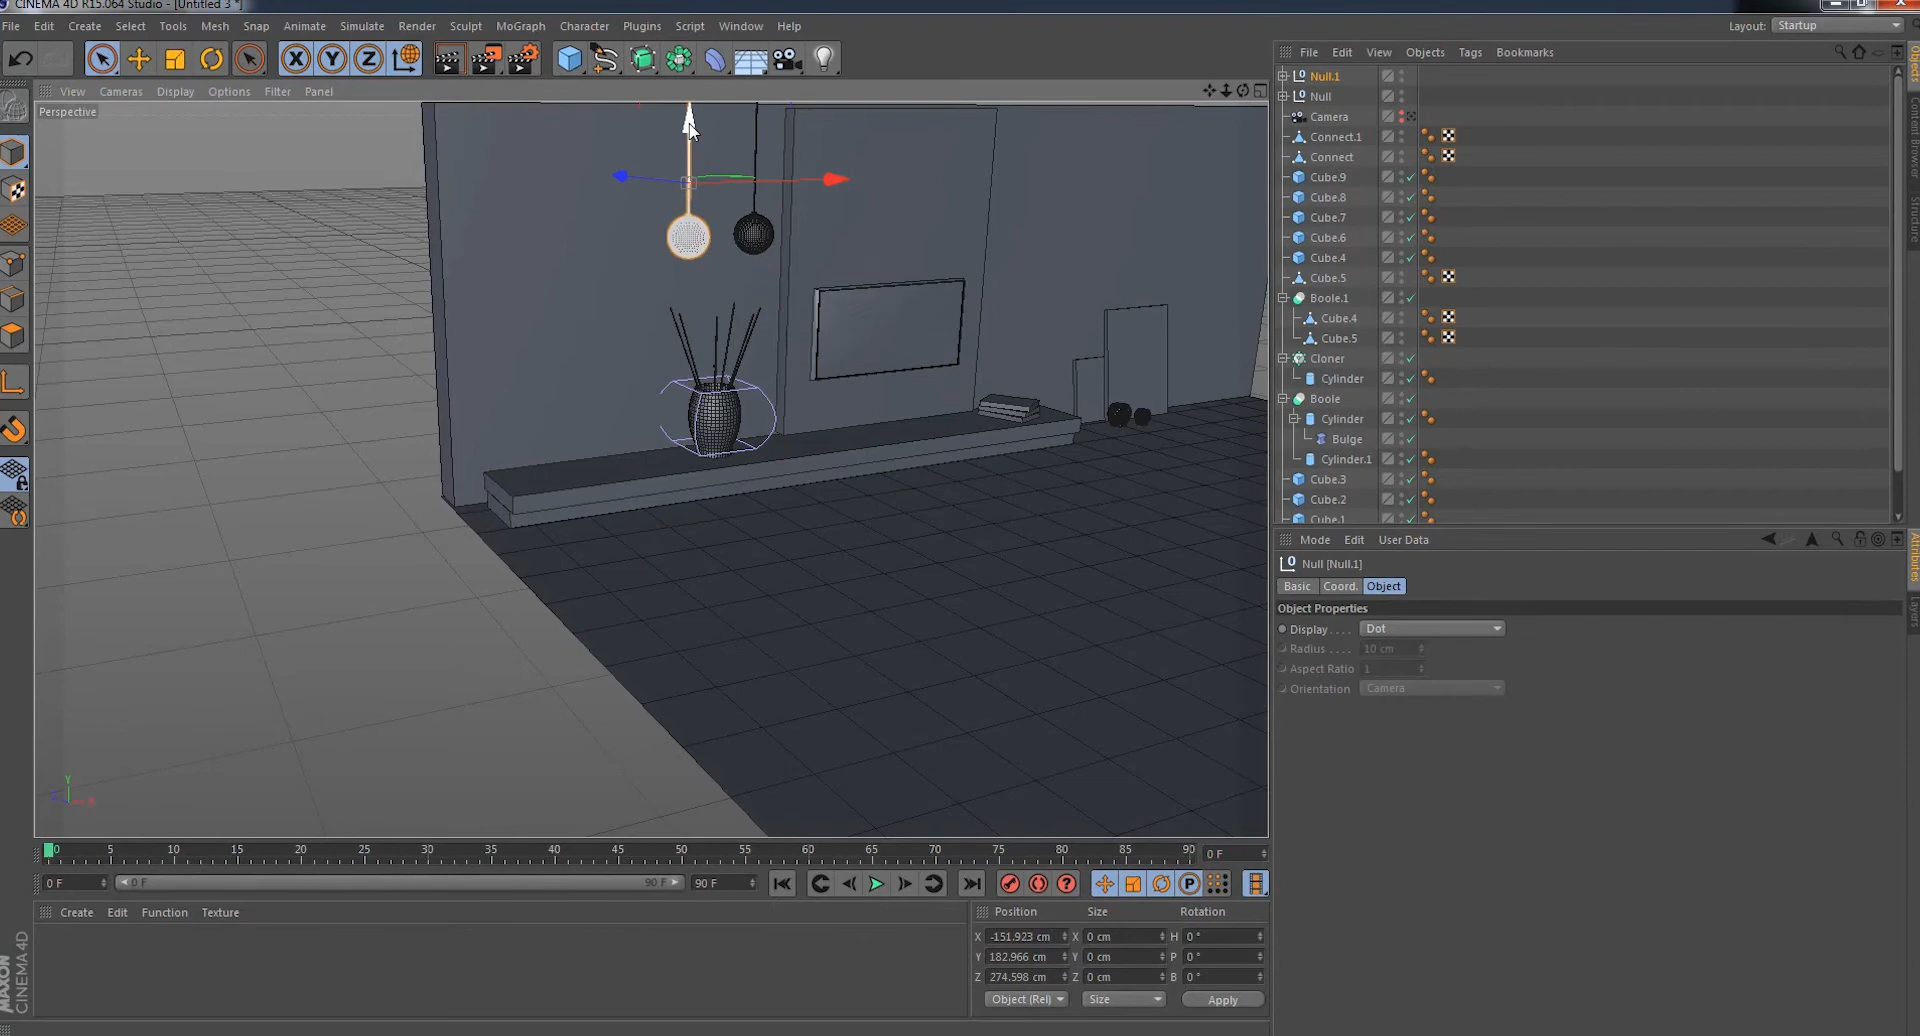 CINEMA 4D R15.064 Studio - [Untitled 3 *]
File Edit Create Select Tools Mesh Snap Animate Simulate Render Sculpt MoGraph Character Plugins Script Window Help
Layout: Startup
X Y Z
View Cameras Display Options Filter Panel
Perspective
Y
Z X
0 5 10 15 20 25 30 35 40 45 50 55 60 65 70 75 80 85 90
0 F
0 F 0 F 90 F 90 F
P
Create Edit Function Texture
MAXON
CINEMA 4D
Position Size Rotation
X -151.923 cm X 0 cm H 0 °
Y 182.966 cm Y 0 cm P 0 °
Z 274.598 cm Z 0 cm B 0 °
Object (Rel) Size Apply
File Edit View Objects Tags Bookmarks
Null.1
Null
Camera
Connect.1
Connect
Cube.9
Cube.8
Cube.7
Cube.6
Cube.4
Cube.5
Boole.1
Cube.4
Cube.5
Cloner
Cylinder
Boole
Cylinder
Bulge
Cylinder.1
Cube.3
Cube.2
Cube.1
Objects
Content Browser
Structure
Mode Edit User Data
Null [Null.1]
Basic Coord. Object
Object Properties
Display . . . . Dot
Radius . . . . 10 cm
Aspect Ratio 1
Orientation Camera
Attributes
Layers